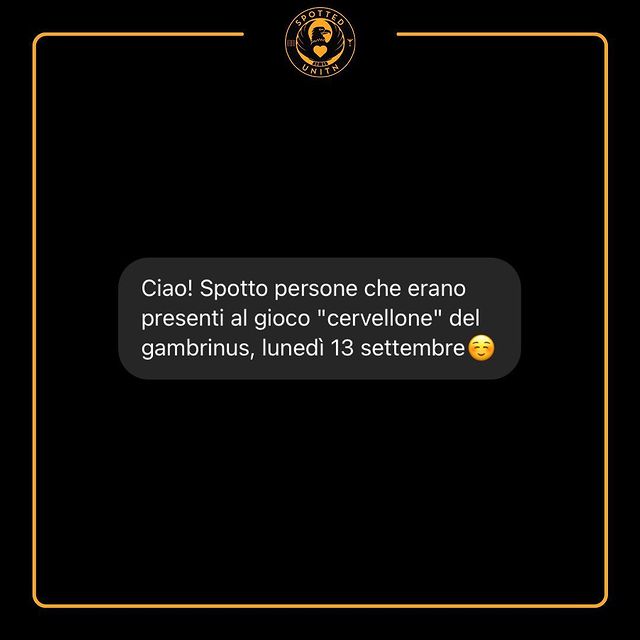 SPOTTED
UNITN
Ciao! Spotto persone che erano
presenti al gioco "cervellone" del
gambrinus, lunedì 13 settembre☺️